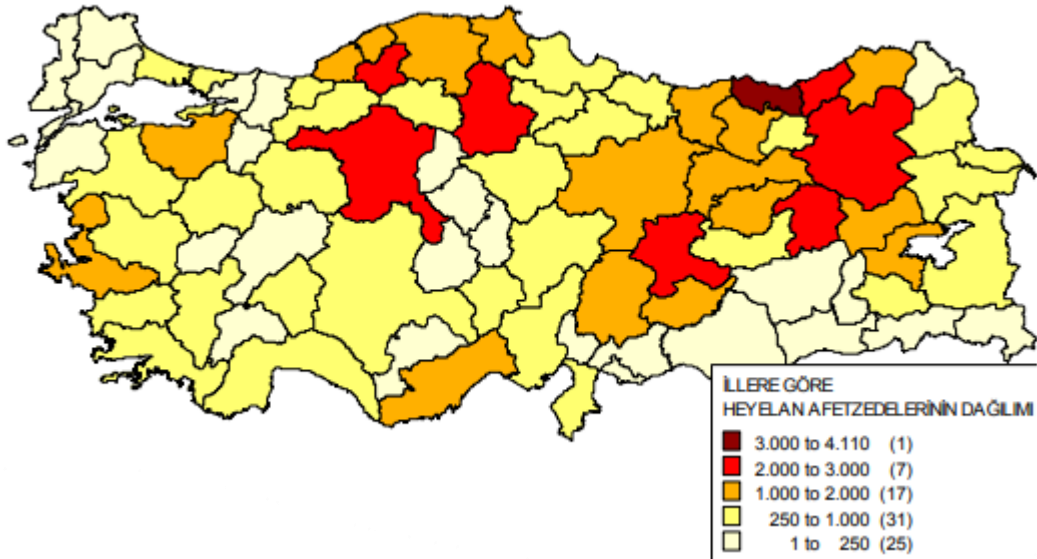 İLLERE GÖRE
HEYELAN AFETZEDELERİNİN DAĞILIMI
3.000 to 4.110 (1)
2.000 to 3.000 (7)
1.000 to 2.000 (17)
250 to 1.000 (31)
1 to 250 (25)